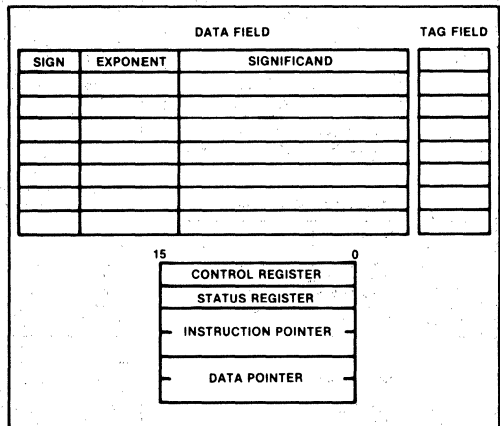 DATA FIELD TAG FIELD
SIGN EXPONENT SIGNIFICAND
15 0
CONTROL REGISTER
STATUS REGISTER
INSTRUCTION POINTER
DATA POINTER